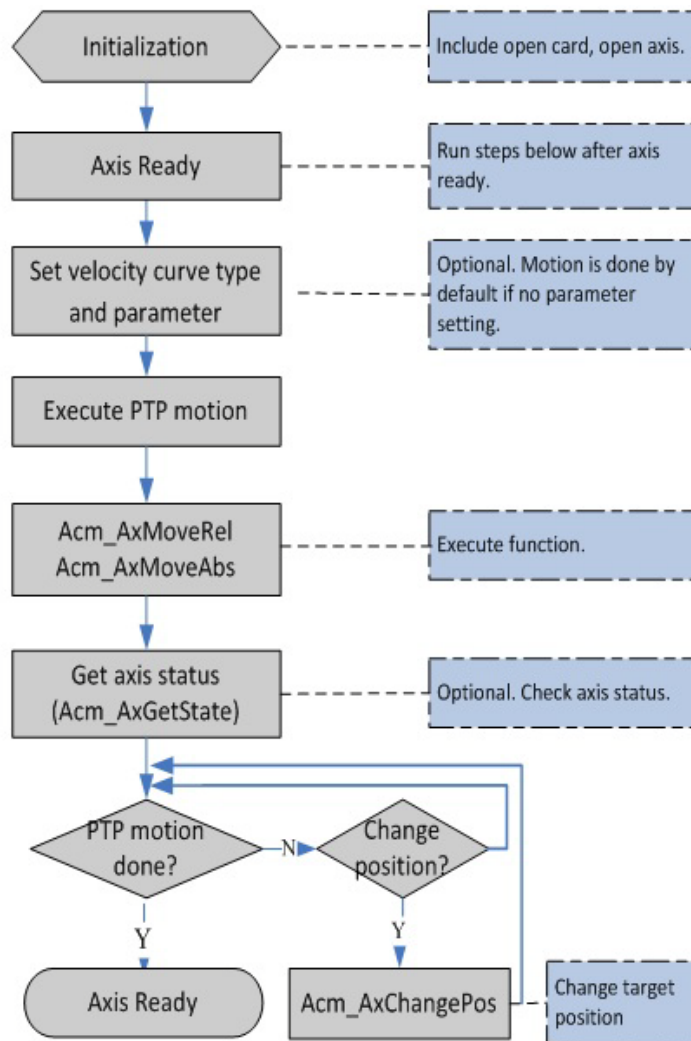 Initialization
Include open card, open axis.
Axis Ready
Run steps below after axis
ready.
Set velocity curve type
and parameter
Optional. Motion is done by
default if no parameter
setting.
Execute PTP motion
Acm_AxMoveRel
Acm_AxMoveAbs
Execute function.
Get axis status
(Acm_AxGetState)
Optional. Check axis status.
PTP motion
done?
N
Change
position?
Y
Y
Axis Ready
Acm_AxChangePos
Change target
position